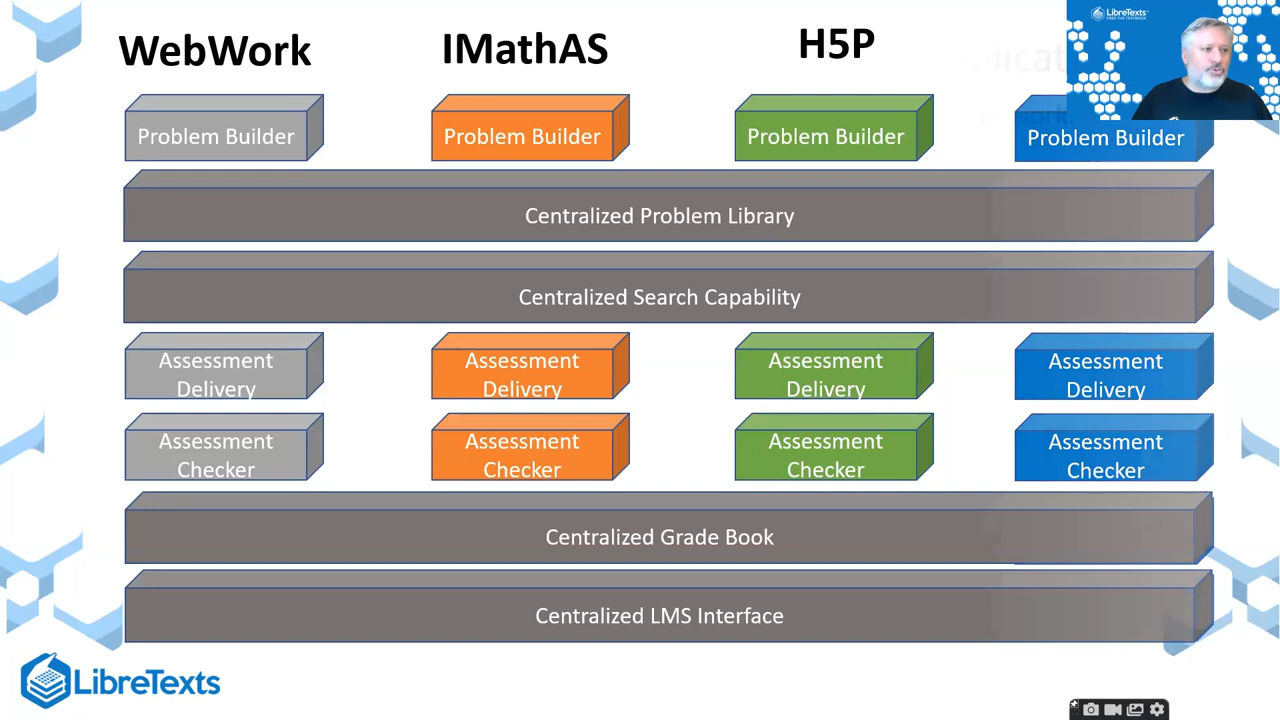 WebWork
IMathAS
H5P
LibreTexts
Problem Builder
Problem Builder
Problem Builder
Problem Builder
Centralized Problem Library
Centralized Search Capability
Assessment
Delivery
Assessment
Delivery
Assessment
Delivery
Assessment
Delivery
Assessment
Checker
Assessment
Checker
Assessment
Checker
Assessment
Checker
Centralized Grade Book
Centralized LMS Interface
LibreTexts